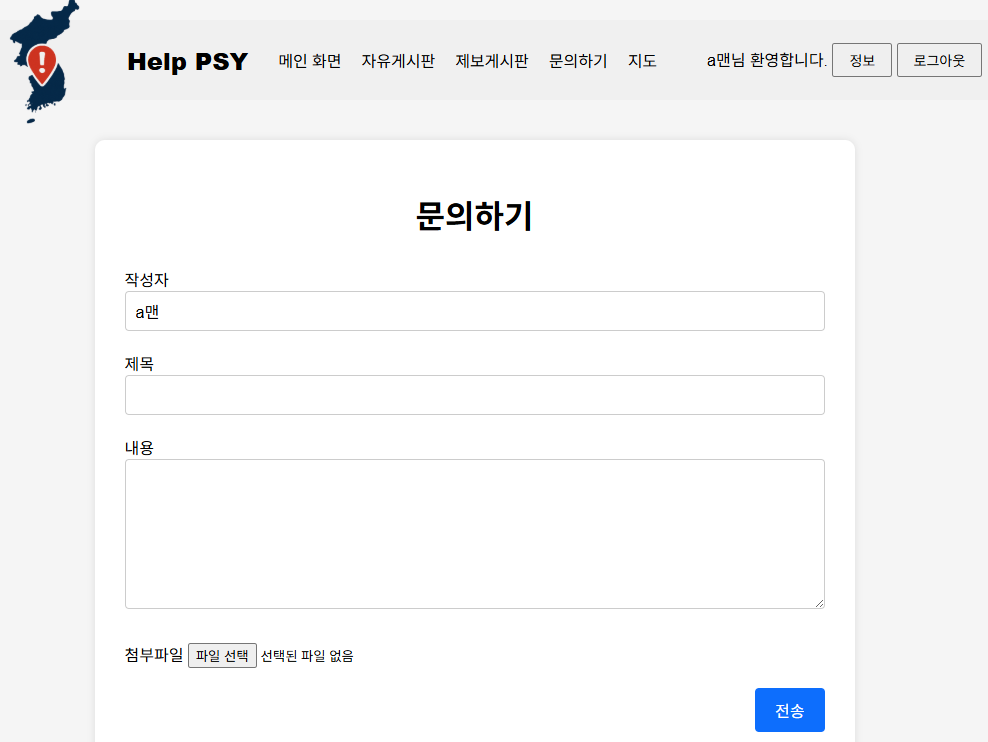 Help PSY 메인 화면 자유게시판 제보게시판 문의하기 지도 a맨님 환영합니다. 정보 로그아웃
문의하기
작성자
a맨
제목
내용
첨부파일 파일 선택 선택된 파일 없음
전송